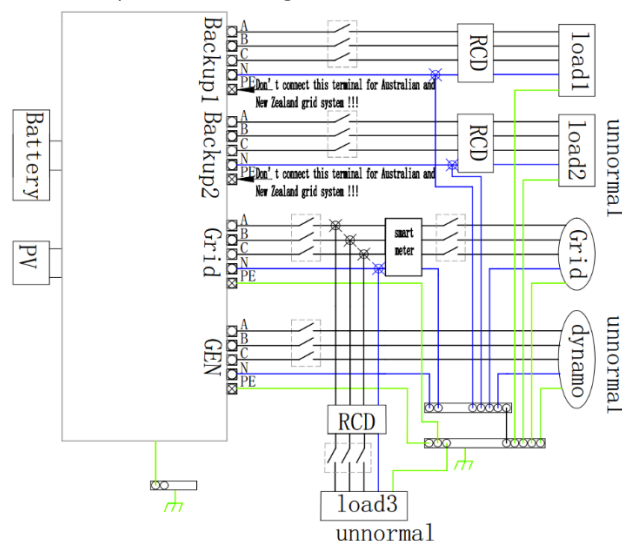 Battery
PV
Backup1
A
B
C
N
PE
Don't connect this terminal for Australian and
New Zealand grid system !!!
RCD
load1
Backup2
A
B
C
N
PE
Don't connect this terminal for Australian and
New Zealand grid system !!!
RCD
load2
unnormal
Grid
A
B
C
N
PE
smart
meter
Grid
GEN
A
B
C
N
PE
dynamo
unnormal
RCD
load3
unnormal